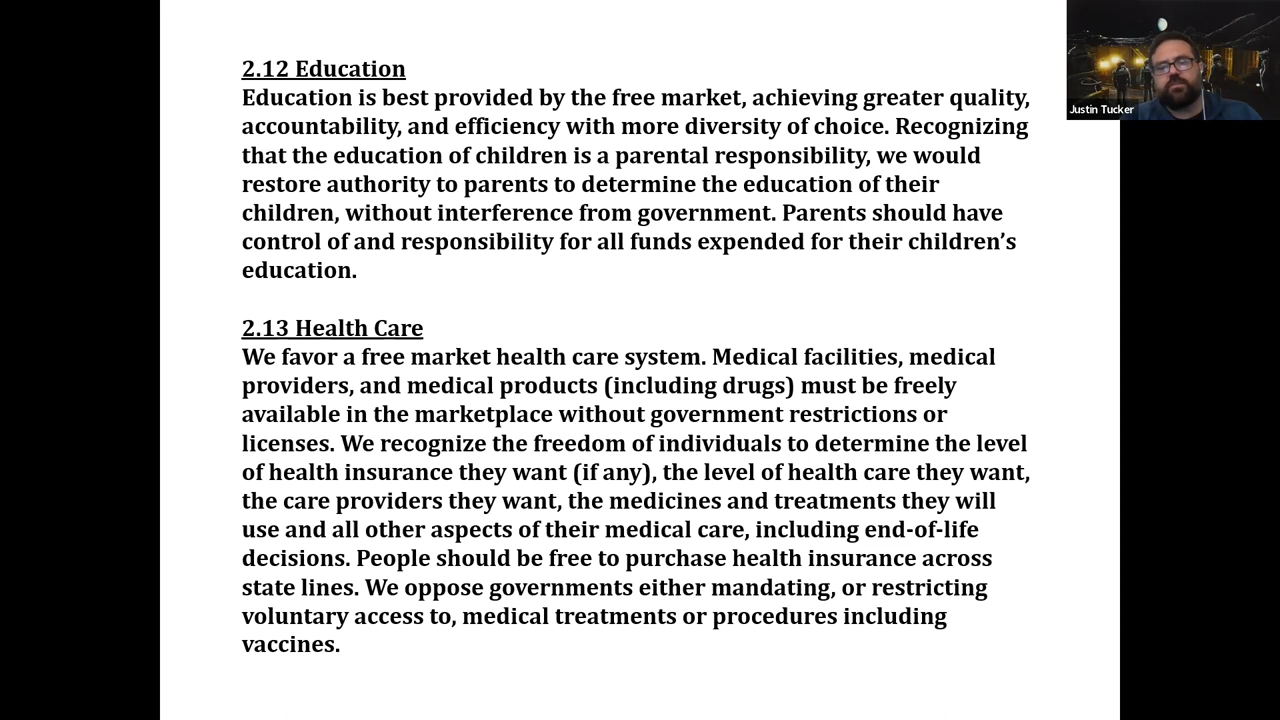 2.12 Education
Education is best provided by the free market, achieving greater quality,
accountability, and efficiency with more diversity of choice. Recognizing
that the education of children is a parental responsibility, we would
restore authority to parents to determine the education of their
children, without interference from government. Parents should have
control of and responsibility for all funds expended for their children’s
education.
2.13 Health Care
We favor a free market health care system. Medical facilities, medical
providers, and medical products (including drugs) must be freely
available in the marketplace without government restrictions or
licenses. We recognize the freedom of individuals to determine the level
of health insurance they want (if any), the level of health care they want,
the care providers they want, the medicines and treatments they will
use and all other aspects of their medical care, including end-of-life
decisions. People should be free to purchase health insurance across
state lines. We oppose governments either mandating, or restricting
voluntary access to, medical treatments or procedures including
vaccines.
Justin Tucker